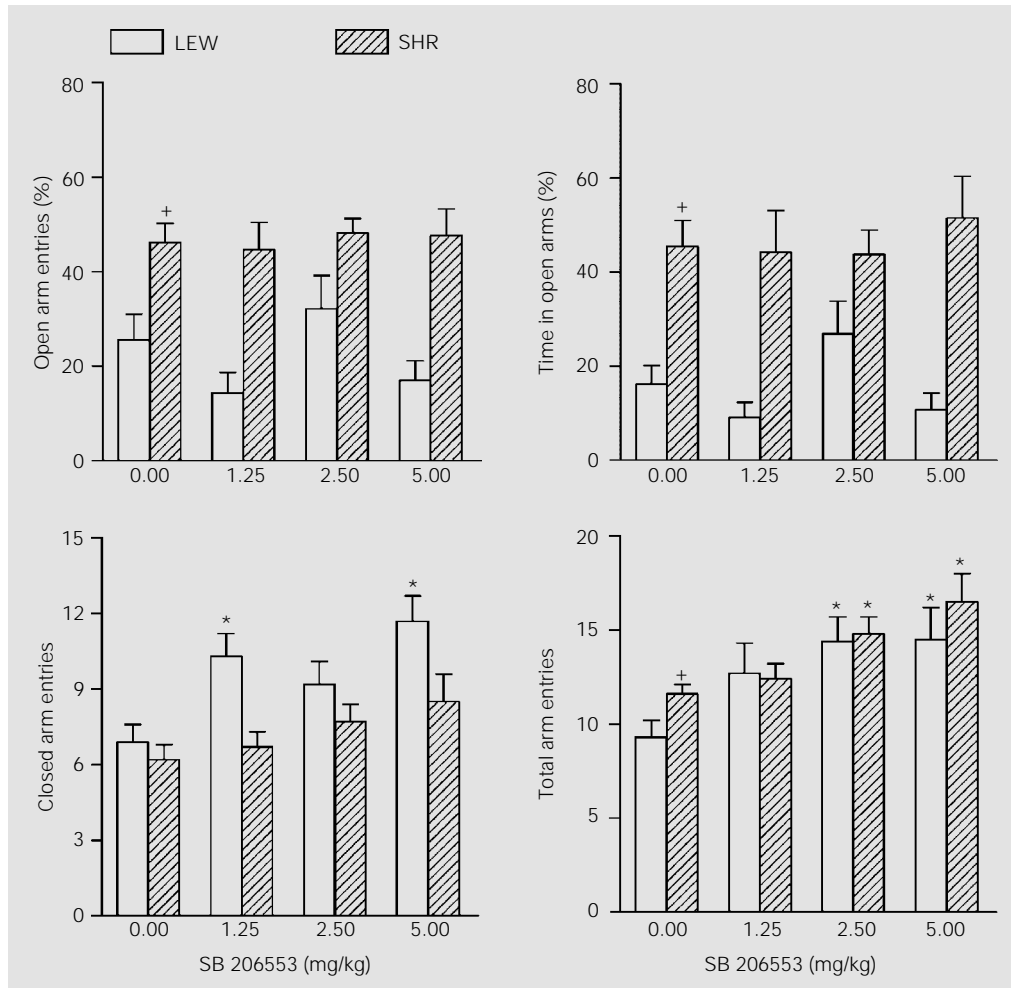 LEW
SHR
Open arm entries (%)
80
60
40
20
0
+
0.00 1.25 2.50 5.00
Time in open arms (%)
80
60
40
20
0
+
0.00 1.25 2.50 5.00
Closed arm entries
15
12
9
6
3
0
* *
0.00 1.25 2.50 5.00
SB 206553 (mg/kg)
Total arm entries
20
15
10
5
0
+ * * * *
0.00 1.25 2.50 5.00
SB 206553 (mg/kg)